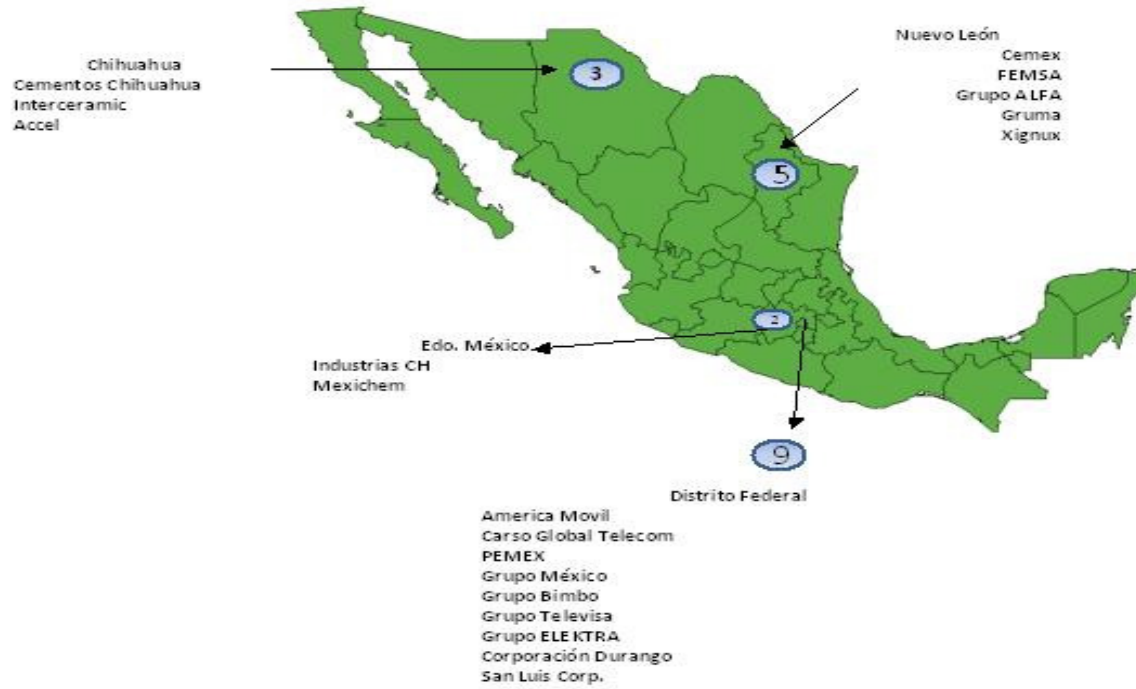 Chihuahua
Cementos Chihuahua
Interceramic
Accel
3
Nuevo León
Cemex
FEMSA
Grupo ALFA
Gruma
Xignux
5
2
Edo. México
Industrias CH
Mexichem
9
Distrito Federal
America Movil
Carso Global Telecom
PEMEX
Grupo México
Grupo Bimbo
Grupo Televisa
Grupo ELEKTRA
Corporación Durango
San Luis Corp.